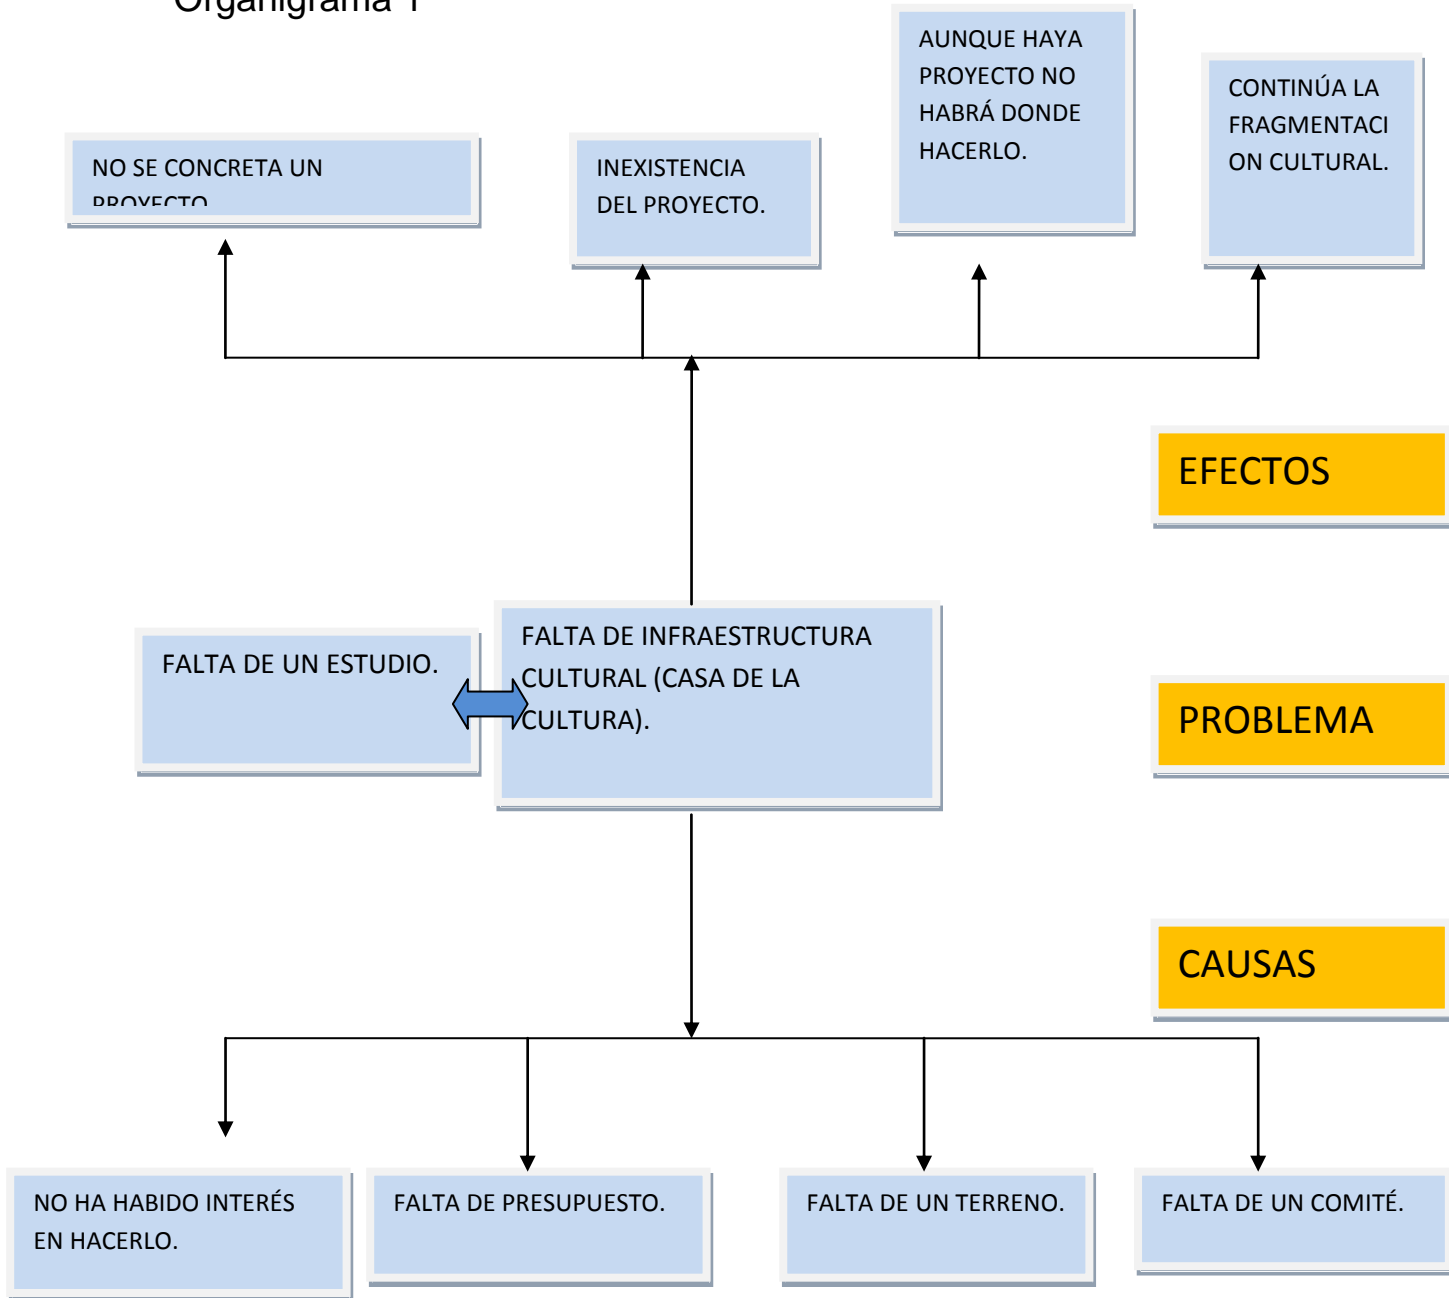 Organigrama 1
AUNQUE HAYA
PROYECTO NO
HABRÁ DONDE
HACERLO.
CONTINÚA LA
FRAGMENTACI
ON CULTURAL.
NO SE CONCRETA UN
PROYECTO
INEXISTENCIA
DEL PROYECTO.
EFECTOS
FALTA DE INFRAESTRUCTURA
CULTURAL (CASA DE LA
CULTURA).
FALTA DE UN ESTUDIO.
PROBLEMA
CAUSAS
NO HA HABIDO INTERÉS
EN HACERLO.
FALTA DE PRESUPUESTO.
FALTA DE UN TERRENO.
FALTA DE UN COMITÉ.